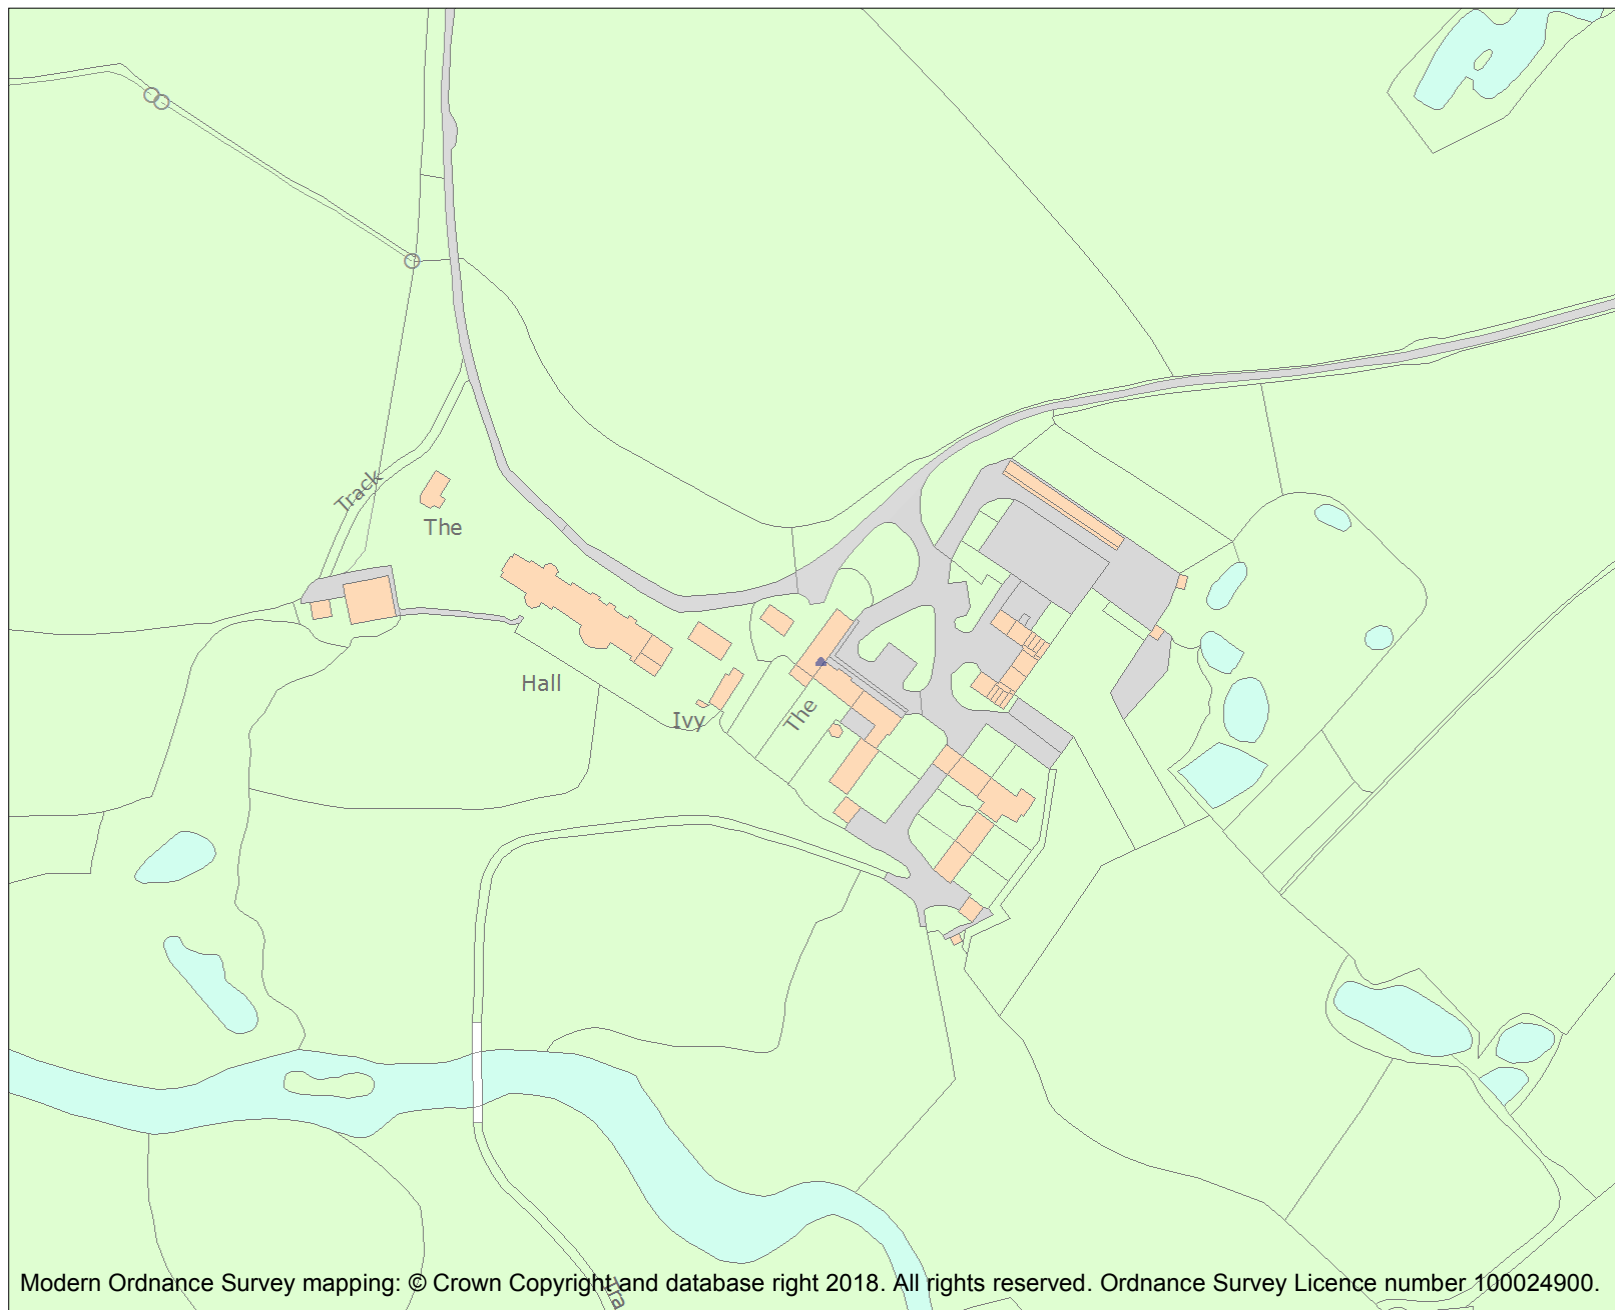 Track
The
Hall
Ivy
The
Tra
Modern Ordnance Survey mapping: © Crown Copyright and database right 2018. All rights reserved. Ordnance Survey Licence number 100024900.